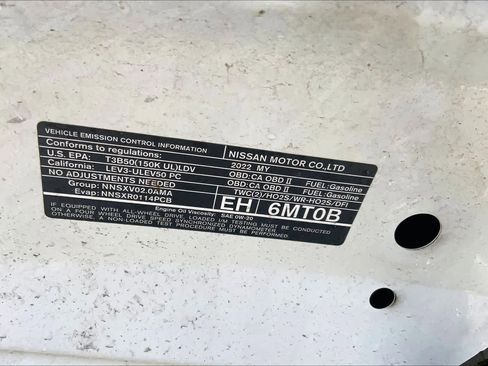 VEHICLE EMISSION CONTROL INFORMATION NISSAN MOTOR CO.,LTD
Conforms to regulations: 2022 MY
U.S. EPA: T3B50(150K UL)LDV OBD:CA OBD II FUEL:Gasoline
California: LEV3-ULEV50 PC OBD:CA OBD II FUEL:Gasoline
NO ADJUSTMENTS NEEDED TWC(2)/HO2S/WR-HO2S/DFI
Group: NNSXV02.0AMA
Evap: NNSXR0114PCB EH 6MT0B
Engine Oil Viscosity: SAE 0W-20
IF EQUIPPED WITH ALL-WHEEL DRIVE, LOADED I/M TESTING MUST BE CONDUCTED
ON A FOUR WHEEL DRIVE SPEED SYNCHRONIZED DYNAMOMETER
OTHERWISE, A NON-LOADED TEST PROCEDURE MUST BE PERFORMED.